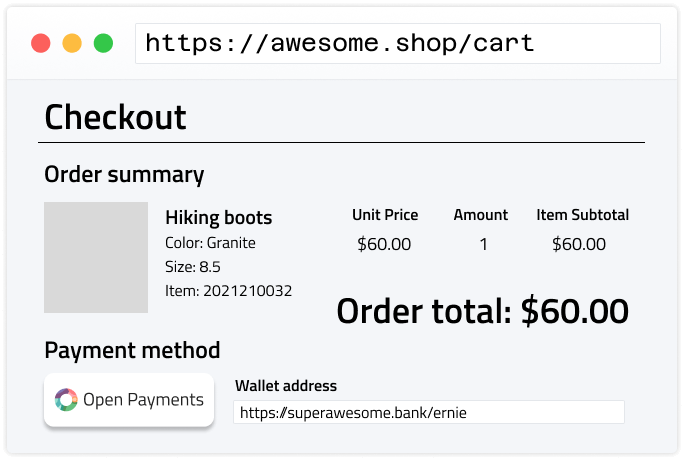 https://awesome.shop/cart
Checkout
Order summary
Hiking boots
Color: Granite
Size: 8.5
Item: 2021210032
Unit Price Amount Item Subtotal
$60.00 1 $60.00
Order total: $60.00
Payment method
Open Payments
Wallet address
https://superawesome.bank/ernie